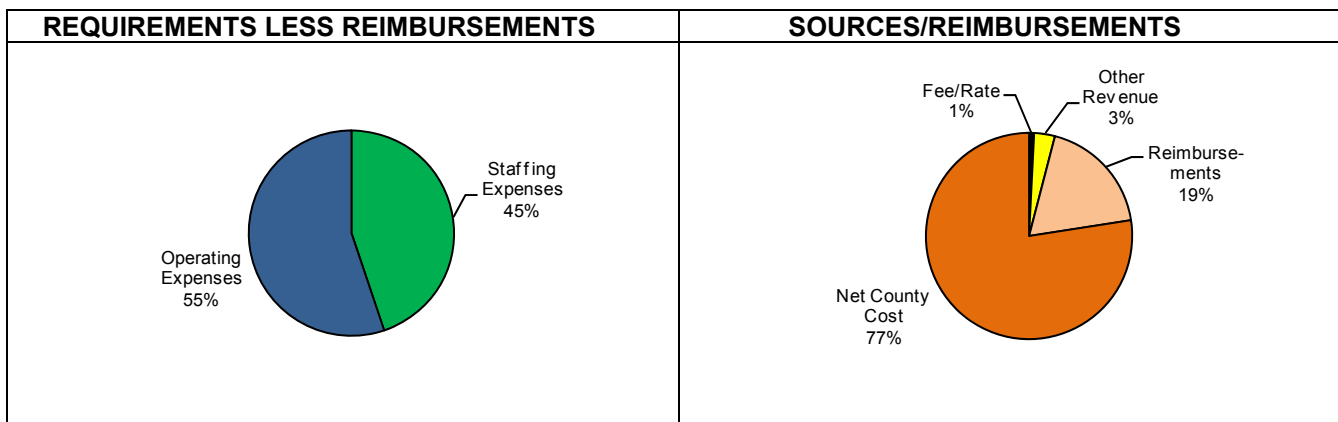 REQUIREMENTS LESS REIMBURSEMENTS
Staffing
Expenses
45%
Operating
Expenses
55%
SOURCES/REIMBURSEMENTS
Fee/Rate
1%
Other
Revenue
3%
Reimburse-
ments
19%
Net County
Cost
77%